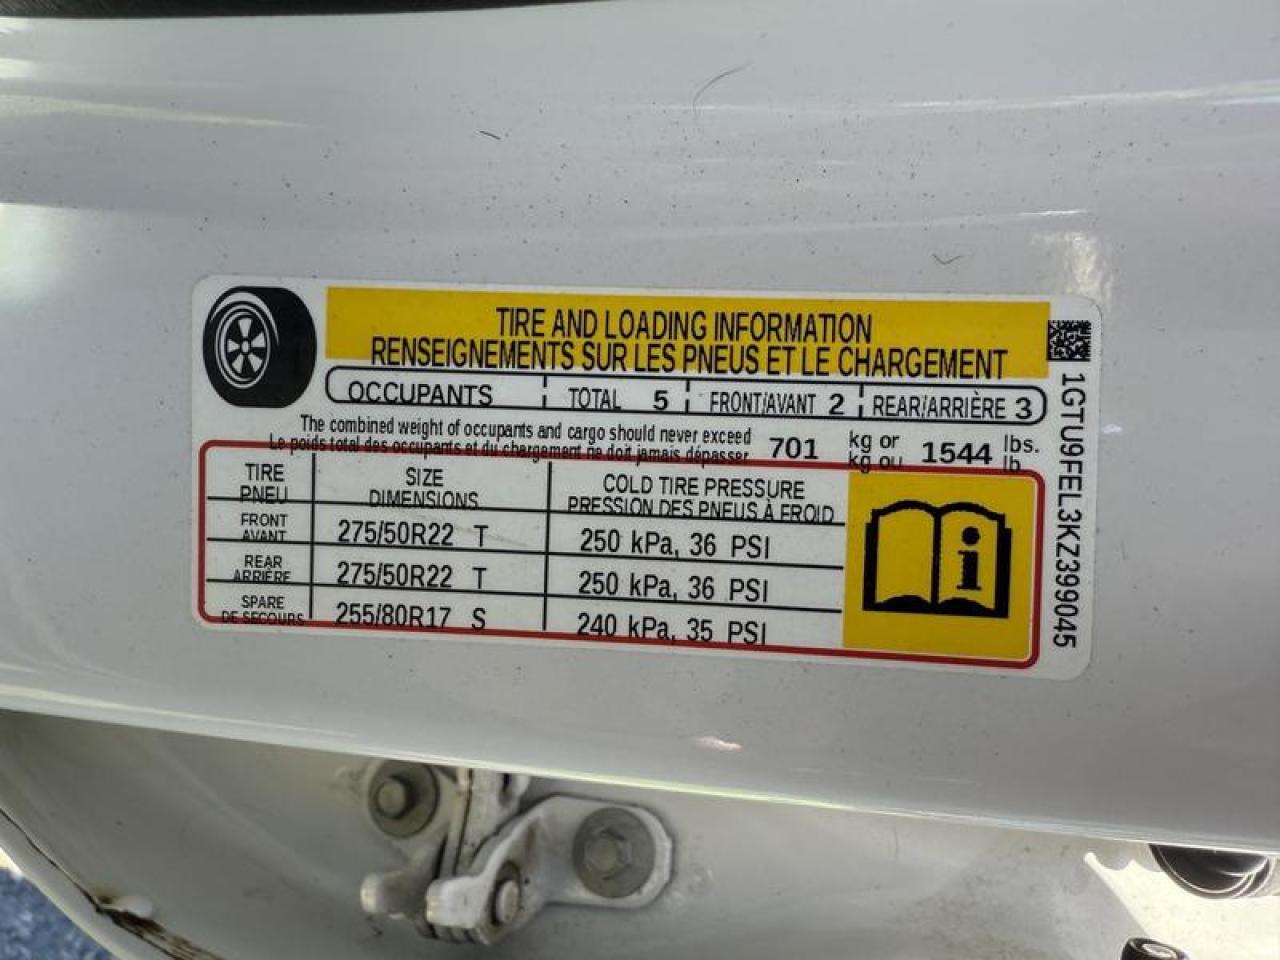 TIRE AND LOADING INFORMATION
RENSEIGNEMENTS SUR LES PNEUS ET LE CHARGEMENT
OCCUPANTS TOTAL 5 FRONT/AVANT 2 REAR/ARRIÈRE 3
The combined weight of occupants and cargo should never exceed 701 kg or 1544 lbs.
Le poids total des occupants et du chargement ne doit jamais dépasser kg ou lb
TIRE SIZE COLD TIRE PRESSURE
PNEU DIMENSIONS PRESSION DES PNEUS À FROID
FRONT
AVANT 275/50R22 T 250 kPa, 36 PSI
REAR
ARRIÈRE 275/50R22 T 250 kPa, 36 PSI
SPARE
DE SECOURS 255/80R17 S 240 kPa, 35 PSI
i
1GTU9FEL3KZ399045